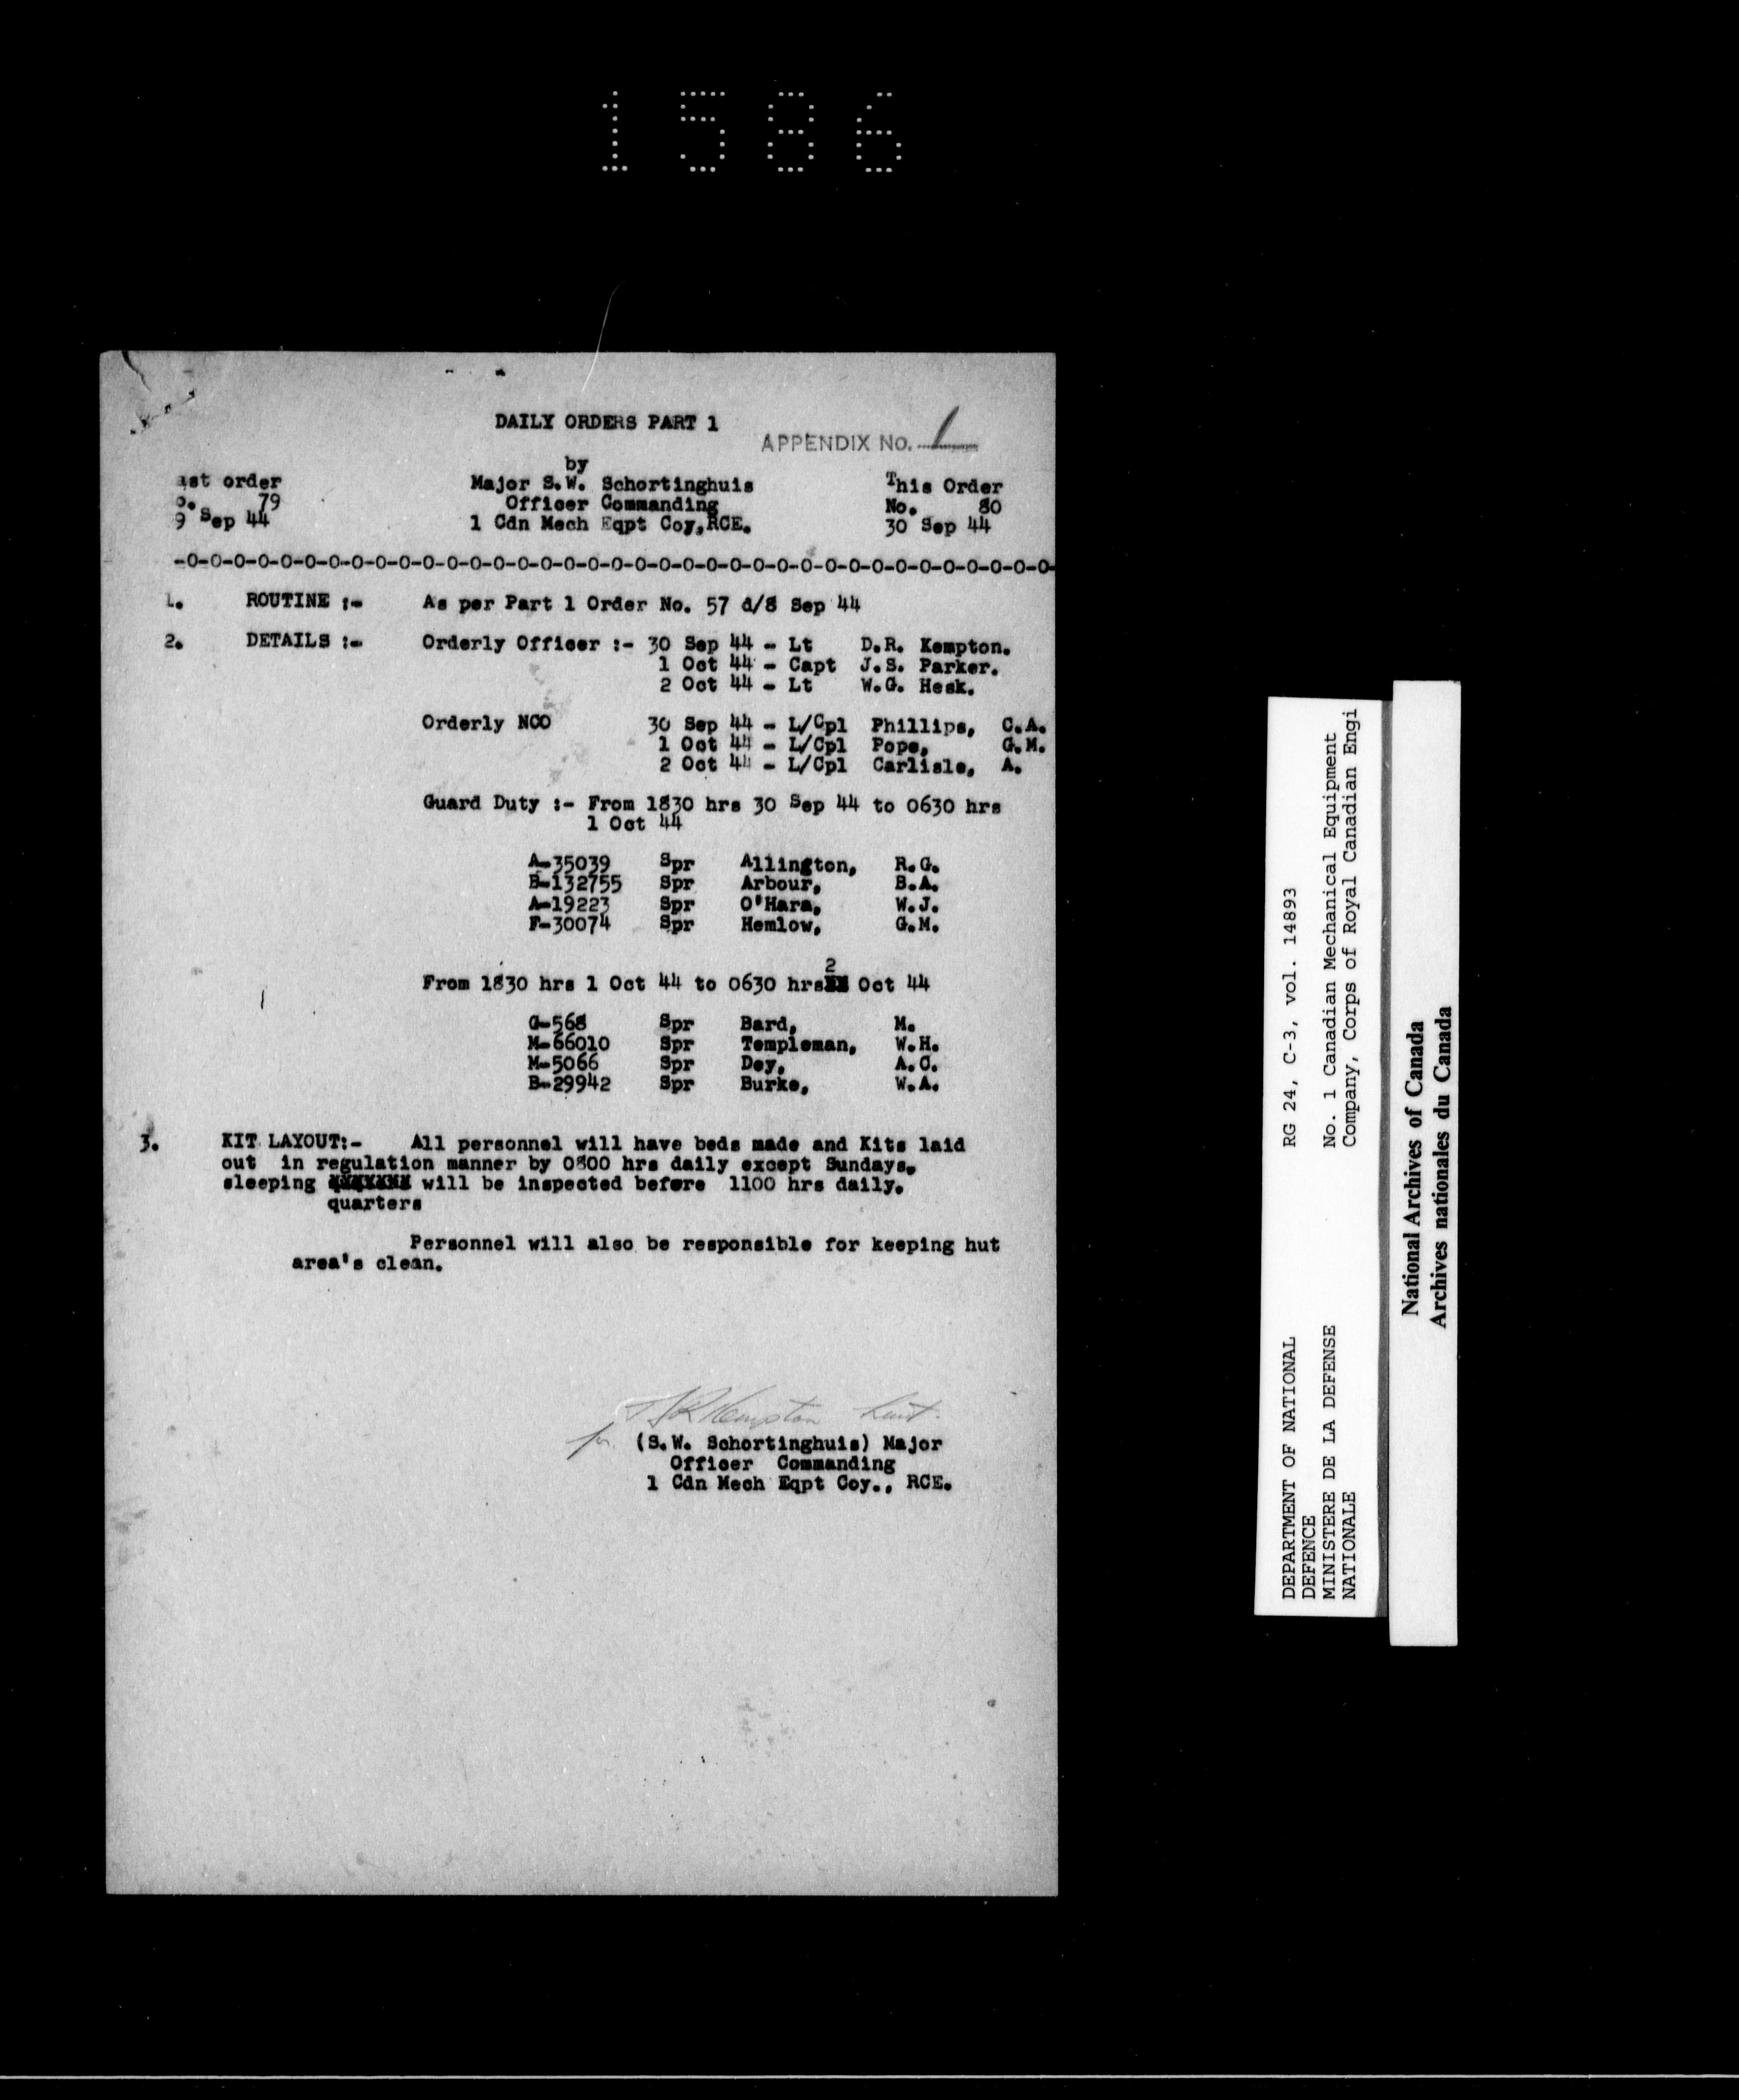 1586
DAILY ORDERS PART 1
APPENDIX No. 1
by
ast order Major S.W. Schortinghuis This Order
o. 79 Officer Commanding No. 80
9 Sep 44 1 Cdn Mech Eqpt Coy,RCE. 30 Sep 44
-0-0-0-0-0-0-0-0-0-0-0-0-0-0-0-0-0-0-0-0-0-0-0-0-0-0-0-0-0-0-0-0-0-0-0-0-0-
1. ROUTINE :- As per Part 1 Order No. 57 d/8 Sep 44
2. DETAILS :- Orderly Officer :- 30 Sep 44 - Lt D.R. Kempton.
1 Oct 44 - Capt J.S. Parker.
2 Oct 44 - Lt W.G. Hesk.
Orderly NCO 30 Sep 44 - L/Cpl Phillips, C.A.
1 Oct 44 - L/Cpl Pope, G.M.
2 Oct 44 - L/Cpl Carlisle, A.
Guard Duty :- From 1830 hrs 30 Sep 44 to 0630 hrs
1 Oct 44
A-35039 Spr Allington, R.G.
B-132755 Spr Arbour, B.A.
A-19223 Spr O'Hara, W.J.
F-30074 Spr Hemlow, G.M.
2
From 1830 hrs 1 Oct 44 to 0630 hrs Oct 44
G-568 Spr Bard, M.
M-66010 Spr Templeman, W.H.
M-5066 Spr Dey, A.C.
B-29942 Spr Burke, W.A.
3. KIT LAYOUT:- All personnel will have beds made and Kits laid
out in regulation manner by 0800 hrs daily except Sundays.
sleeping will be inspected before 1100 hrs daily.
quarters
Personnel will also be responsible for keeping hut
area's clean.
Kempton Lieut.
for (S.W. Schortinghuis) Major
Officer Commanding
1 Cdn Mech Eqpt Coy., RCE.
DEPARTMENT OF NATIONAL
DEFENCE
MINISTERE DE LA DEFENSE
NATIONALE
RG 24, C-3, vol. 14893
No. 1 Canadian Mechanical Equipment
Company, Corps of Royal Canadian Engi
National Archives of Canada
Archives nationales du Canada